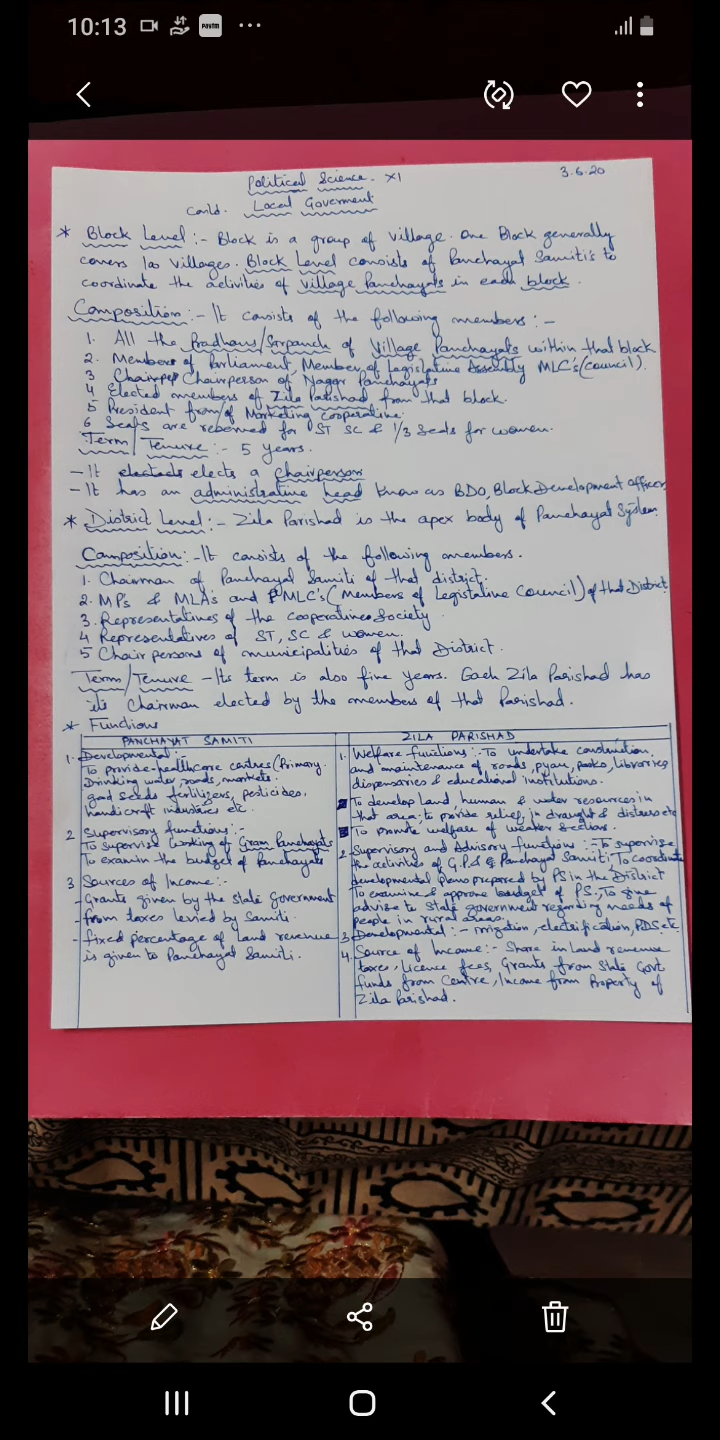 10:13
paytm
Political Science. XI
3.6.20
Contd. Local Goverment
* Block Level :- Block is a group of Village. One Block generally
covers 100 Villages. Block Level consists of Panchayat Samiti's to
coordinate the activities of village Panchayats in each block.
Composition :- It consists of the following members : -
1. All the Pradhans/Sarpanch of Village Panchayats within that block
2. Members of Parliament Member of Legislature Assembly MLC's (Council).
3 Chairpep Chairperson of Nagar Panchayats
4 Elected members of Zila Parishad from that block.
5 President from/of Marketing Cooperative.
6 Seats are reserved for ST SC & 1/3 Seats for women.
Term/Tenure :- 5 years.
- It electects elects a Chairperson
- It has an administrative head know as BDO, Block Development Officer
* District Level :- Zila Parishad is the apex body of Panchayat System.
Composition :- It consists of the following members.
1. Chairman of Panchayat Samiti of that district.
2. MP's & MLA's and MLC's (Members of Legistative Council) of that District
3. Representatives of the cooperative Society.
4 Representatives of ST, SC & women.
5 Chair persons of municipalities of that District.
Term/Tenure - Its term is also five years. Each Zila Parishad has
its Chairman elected by the members of that Parishad.
* Functions
PANCHAYAT SAMITI
1. Developmental :-
To provide healthcare centres (Primary.
Drinking water, roads, markets.
good seeds fertilizers, pesticides,
handicraft industries etc.
2 Supervisory functions :-
To supervise working of Gram Panchayats
To examin the budget of Panchayats
3 Sources of Income :-
- Grants given by the State Government
- from taxes levied by Samiti.
- fixed percentage of Land revenue
is given to Panchayat Samiti.
ZILA PARISHAD
1. Welfare functions :- To undertake construction
and maintenance of roads, pyau, parks, libraries
dispensaries & educational institutions.
To develop Land human & water resources in
that area; to provide relief in draught & distress etc
To promote welfare of weaker sections.
2. Supervisory and Advisory functions :- To supervise
the activities of G.P.S & Panchayat Samiti, To coordinate
developmental plans prepared by PS in the District
To examine & approve budget of P.S., To give
advise to State government regarding needs of
people in rural areas.
3. Developmental :- irrigation, electrification, PDS etc.
4. Source of Income :- Share in Land revenue
taxes, Licence fees, Grants from State Govt
funds from Centre, Income from Property of
Zila Parishad.